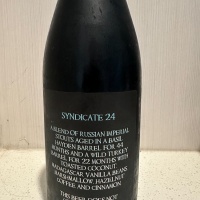 SYNDICATE 24
A BLEND OF RUSSIAN IMPERIAL
STOUTS AGED IN A BASIL
HAYDEN BARREL FOR 44
MONTHS AND A WILD TURKEY
BARREL FOR 22 MONTHS WITH
TOASTED COCONUT,
MADAGASCAR VANILLA BEANS,
MARSHMALLOW, HAZELNUT
COFFEE AND CINNAMON
THIS BEER DOES NOT